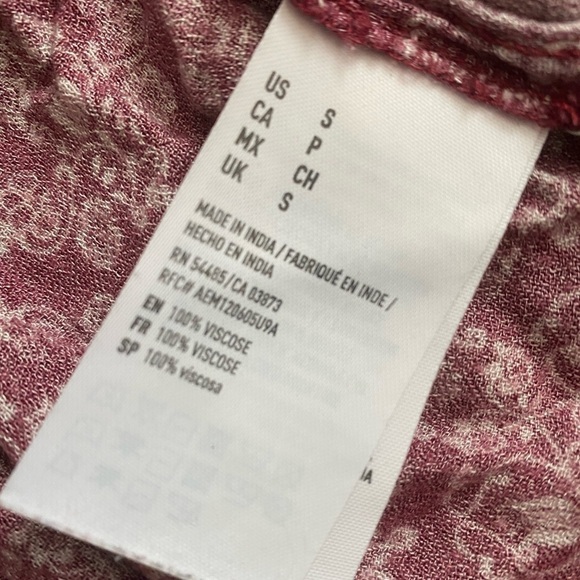 US S
CA P
MX CH
UK S
MADE IN INDIA / FABRIQUÉ EN INDE /
HECHO EN INDIA
RN 54485 / CA 03873
RFC# AEM120605U9A
EN 100% VISCOSE
FR 100% VISCOSE
SP 100% viscosa
IA